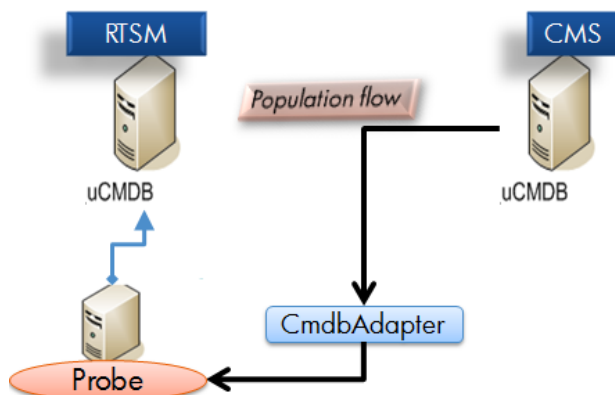 RTSM
CMS
Population flow
uCMDB
uCMDB
CmdbAdapter
Probe